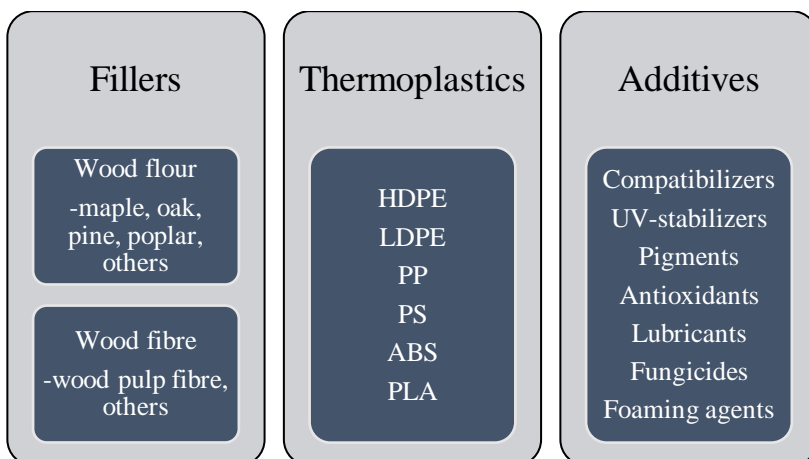 Fillers
Wood flour
-maple, oak,
pine, poplar,
others
Wood fibre
-wood pulp fibre,
others
Thermoplastics
HDPE
LDPE
PP
PS
ABS
PLA
Additives
Compatibilizers
UV-stabilizers
Pigments
Antioxidants
Lubricants
Fungicides
Foaming agents